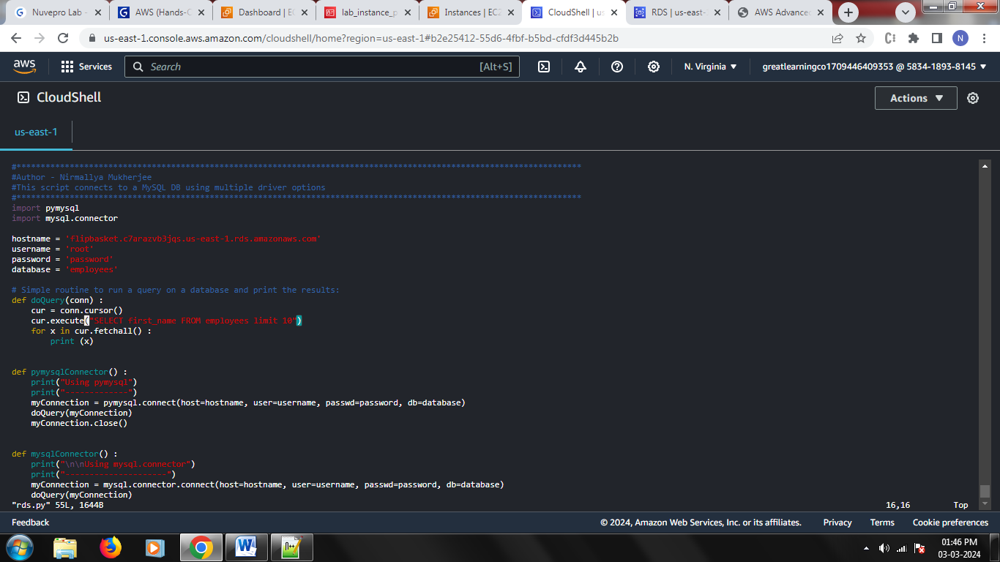 Nuvepro Lab -
AWS (Hands-O
Dashboard | EC
lab_instance_p
Instances | EC2
CloudShell | us
RDS | us-east-
AWS Advanced
us-east-1.console.aws.amazon.com/cloudshell/home?region=us-east-1#b2e25412-55d6-4fbf-b5bd-cfdf3d445b2b
N
aws
Services
Search
[Alt+S]
N. Virginia
greatlearningco1709446409353 @ 5834-1893-8145
CloudShell
Actions
us-east-1
#*********************************************************************************************************************
#Author - Nirmallya Mukherjee
#This script connects to a MySQL DB using multiple driver options
#*********************************************************************************************************************
import pymysql
import mysql.connector
hostname = 'flipbasket.c7arazvb3jqs.us-east-1.rds.amazonaws.com'
username = 'root'
password = 'password'
database = 'employees'
# Simple routine to run a query on a database and print the results:
def doQuery(conn) :
    cur = conn.cursor()
    cur.execute("SELECT first_name FROM employees limit 10")
    for x in cur.fetchall() :
        print (x)
def pymysqlConnector() :
    print("Using pymysql")
    print("-------------")
    myConnection = pymysql.connect(host=hostname, user=username, passwd=password, db=database)
    doQuery(myConnection)
    myConnection.close()
def mysqlConnector() :
    print("\n\nUsing mysql.connector")
    print("---------------------")
    myConnection = mysql.connector.connect(host=hostname, user=username, passwd=password, db=database)
    doQuery(myConnection)
"rds.py" 55L, 1644B
16,16
Top
Feedback
© 2024, Amazon Web Services, Inc. or its affiliates.
Privacy
Terms
Cookie preferences
01:46 PM
03-03-2024